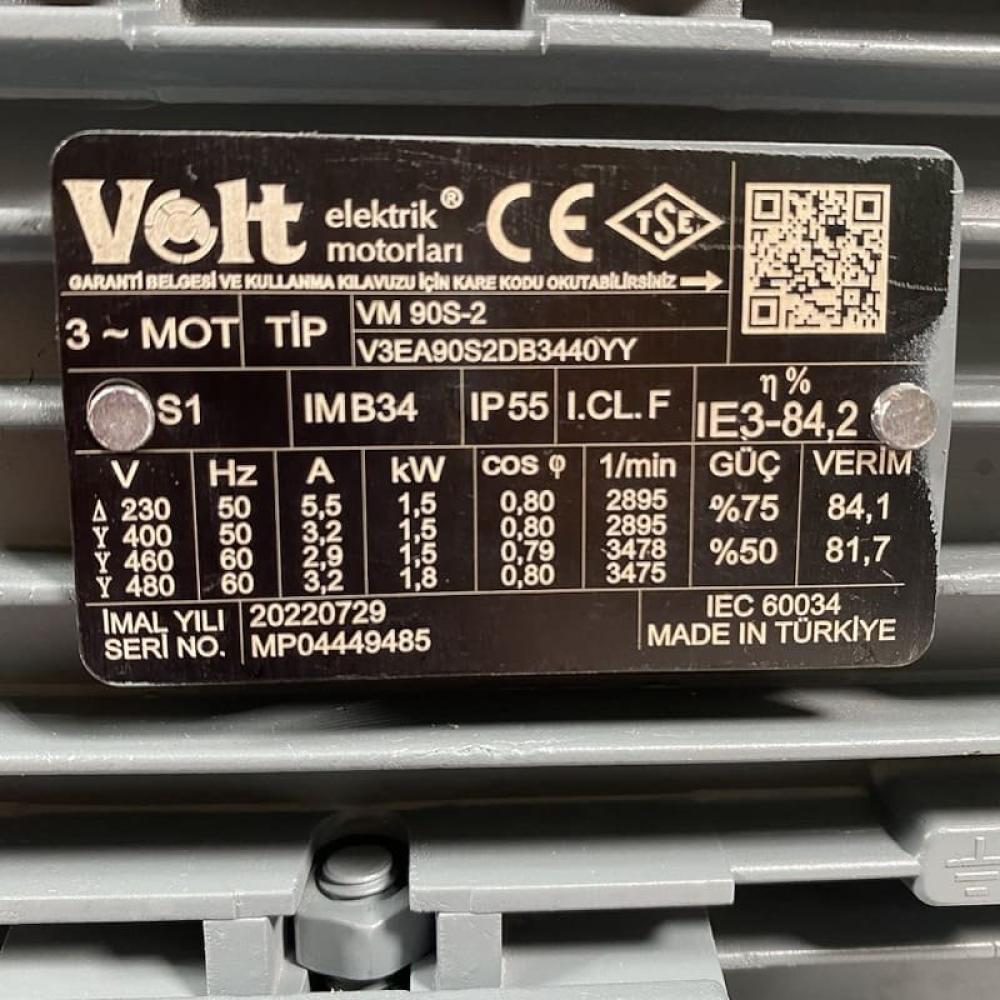 Volt elektrik® motorları CE TSE
GARANTİ BELGESİ VE KULLANMA KILAVUZU İÇİN KARE KODU OKUTABİLİRSİNİZ
3 ~ MOT TİP VM 90S-2
V3EA90S2DB3440YY
S1 IM B34 IP 55 I.CL. F η % IE3-84,2
V Hz A kW cos φ 1/min GÜÇ VERİM
Δ 230 50 5,5 1,5 0,80 2895 %75 84,1
Y 400 50 3,2 1,5 0,80 2895
Y 460 60 2,9 1,5 0,79 3478 %50 81,7
Y 480 60 3,2 1,8 0,80 3475
İMAL YILI 20220729 IEC 60034
SERİ NO. MP04449485 MADE IN TÜRKİYE